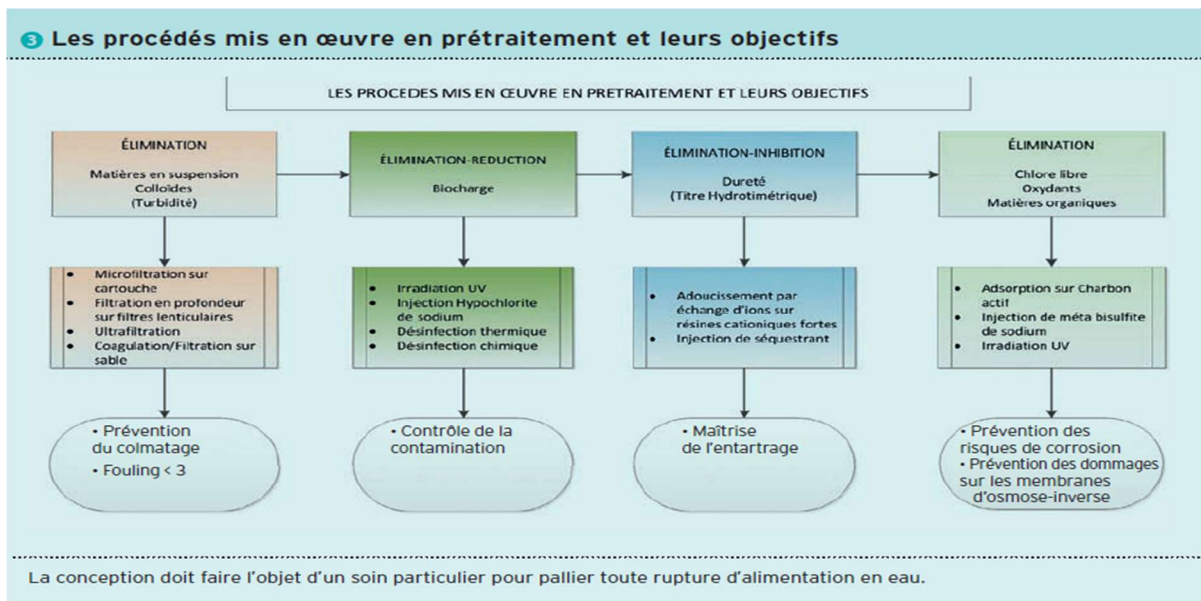 3 Les procédés mis en œuvre en prétraitement et leurs objectifs
LES PROCEDES MIS EN ŒUVRE EN PRETRAITEMENT ET LEURS OBJECTIFS
ÉLIMINATION
Matières en suspension
Colloïdes
(Turbidité)
ÉLIMINATION-REDUCTION
Biocharge
ÉLIMINATION-INHIBITION
Dureté
(Titre Hydrotimétrique)
ÉLIMINATION
Chlore libre
Oxydants
Matières organiques
• Microfiltration sur
cartouche
• Filtration en profondeur
sur filtres lenticulaires
• Ultrafiltration
• Coagulation/Filtration sur
sable
• Irradiation UV
• Injection Hypochlorite
de sodium
• Désinfection thermique
• Désinfection chimique
• Adoucissement par
échange d'ions sur
résines cationiques fortes
• Injection de séquestrant
• Adsorption sur Charbon
actif
• Injection de méta bisulfite
de sodium
• Irradiation UV
• Prévention
du colmatage
• Fouling < 3
• Contrôle de la
contamination
• Maîtrise
de l'entartrage
• Prévention des
risques de corrosion
• Prévention des dommages
sur les membranes
d'osmose-inverse
La conception doit faire l'objet d'un soin particulier pour pallier toute rupture d'alimentation en eau.